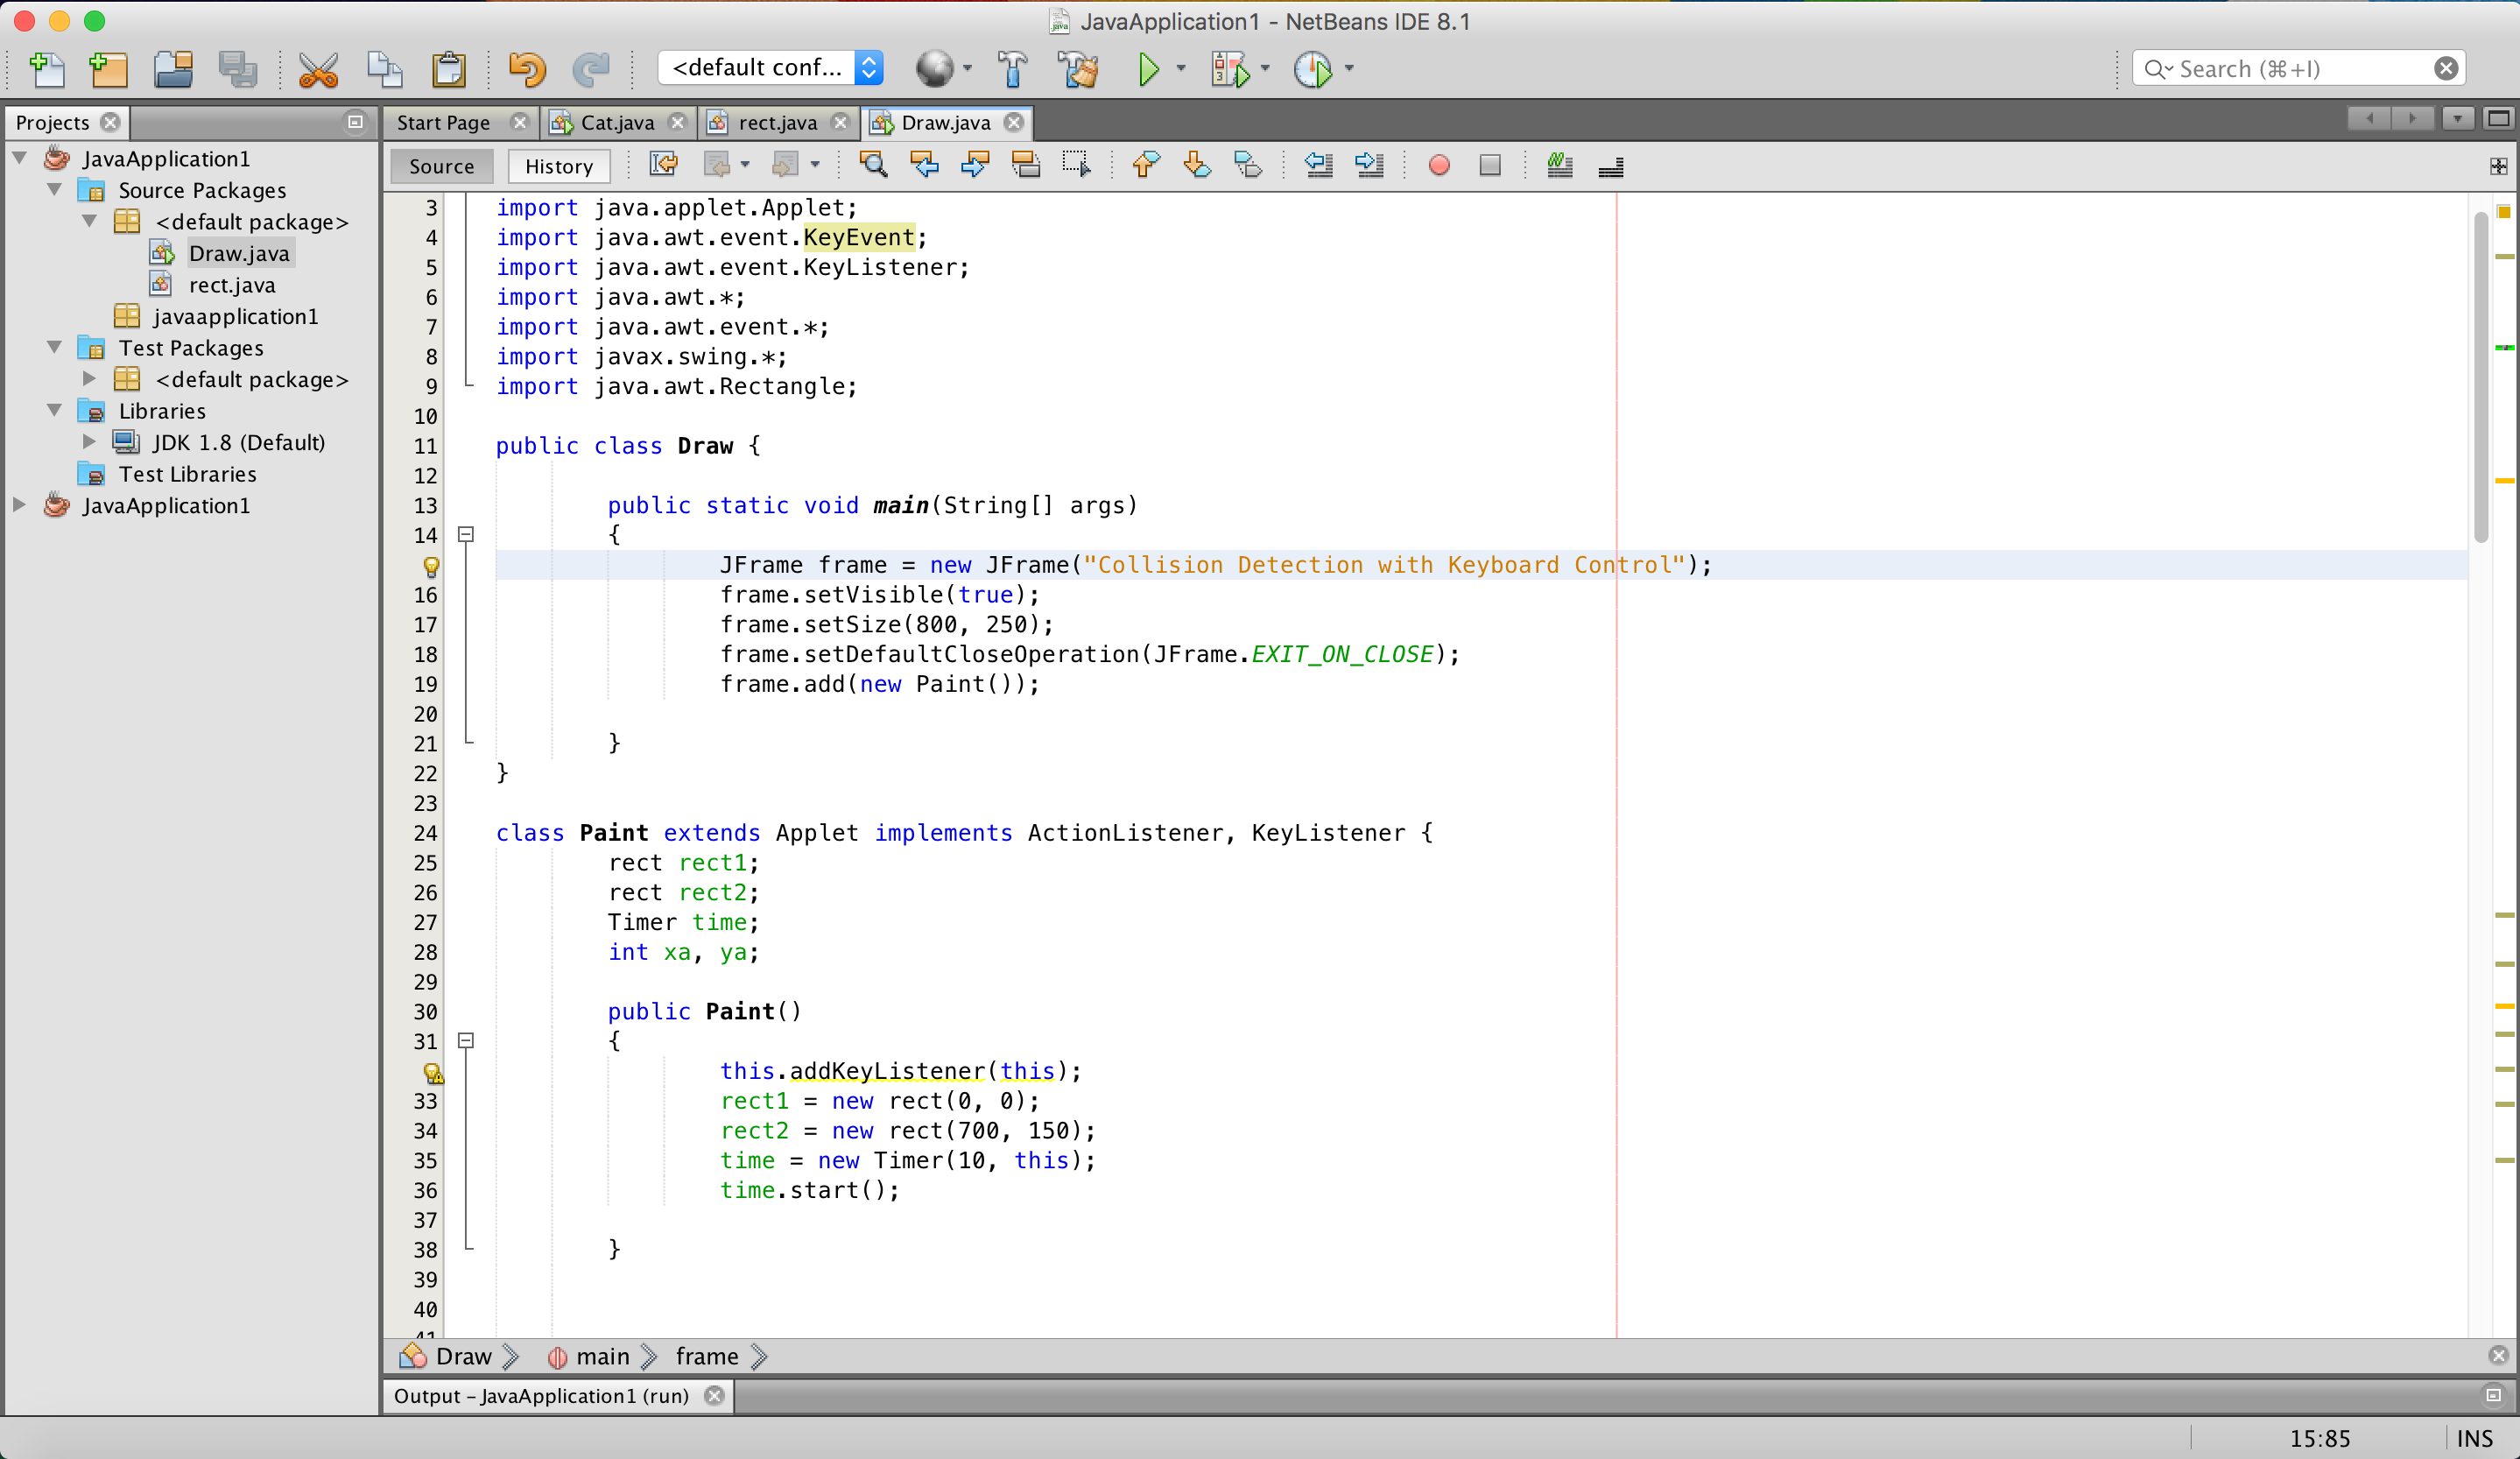 JavaApplication1 - NetBeans IDE 8.1
<default conf...
Search (⌘+I)
Projects
Start Page
Cat.java
rect.java
Draw.java
JavaApplication1
Source Packages
<default package>
Draw.java
rect.java
javaapplication1
Test Packages
<default package>
Libraries
JDK 1.8 (Default)
Test Libraries
JavaApplication1
Source
History
3 import java.applet.Applet;
4 import java.awt.event.KeyEvent;
5 import java.awt.event.KeyListener;
6 import java.awt.*;
7 import java.awt.event.*;
8 import javax.swing.*;
9 import java.awt.Rectangle;
10
11 public class Draw {
12
13 public static void main(String[] args)
14 {
JFrame frame = new JFrame("Collision Detection with Keyboard Control");
16 frame.setVisible(true);
17 frame.setSize(800, 250);
18 frame.setDefaultCloseOperation(JFrame.EXIT_ON_CLOSE);
19 frame.add(new Paint());
20
21 }
22 }
23
24 class Paint extends Applet implements ActionListener, KeyListener {
25 rect rect1;
26 rect rect2;
27 Timer time;
28 int xa, ya;
29
30 public Paint()
31 {
this.addKeyListener(this);
33 rect1 = new rect(0, 0);
34 rect2 = new rect(700, 150);
35 time = new Timer(10, this);
36 time.start();
37
38 }
39
40
41
Draw
main
frame
Output - JavaApplication1 (run)
15:85
INS